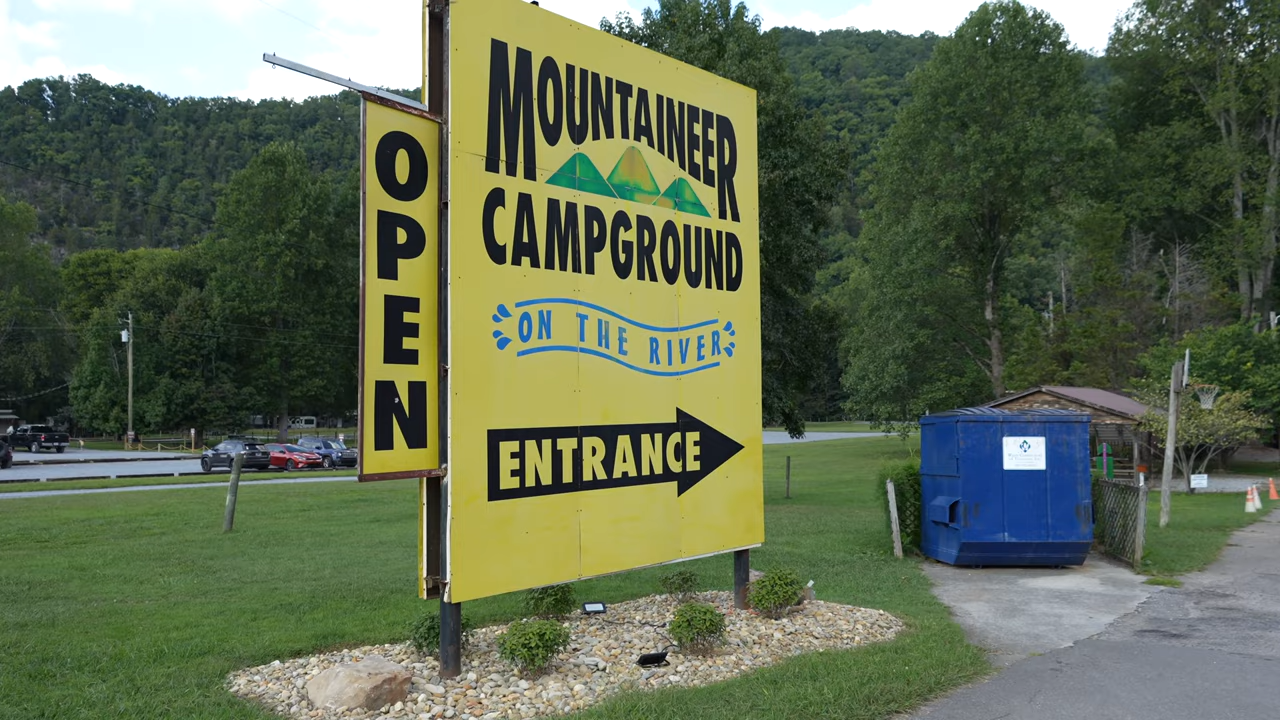 OPEN
MOUNTAINEER
CAMPGROUND
ON THE RIVER
ENTRANCE